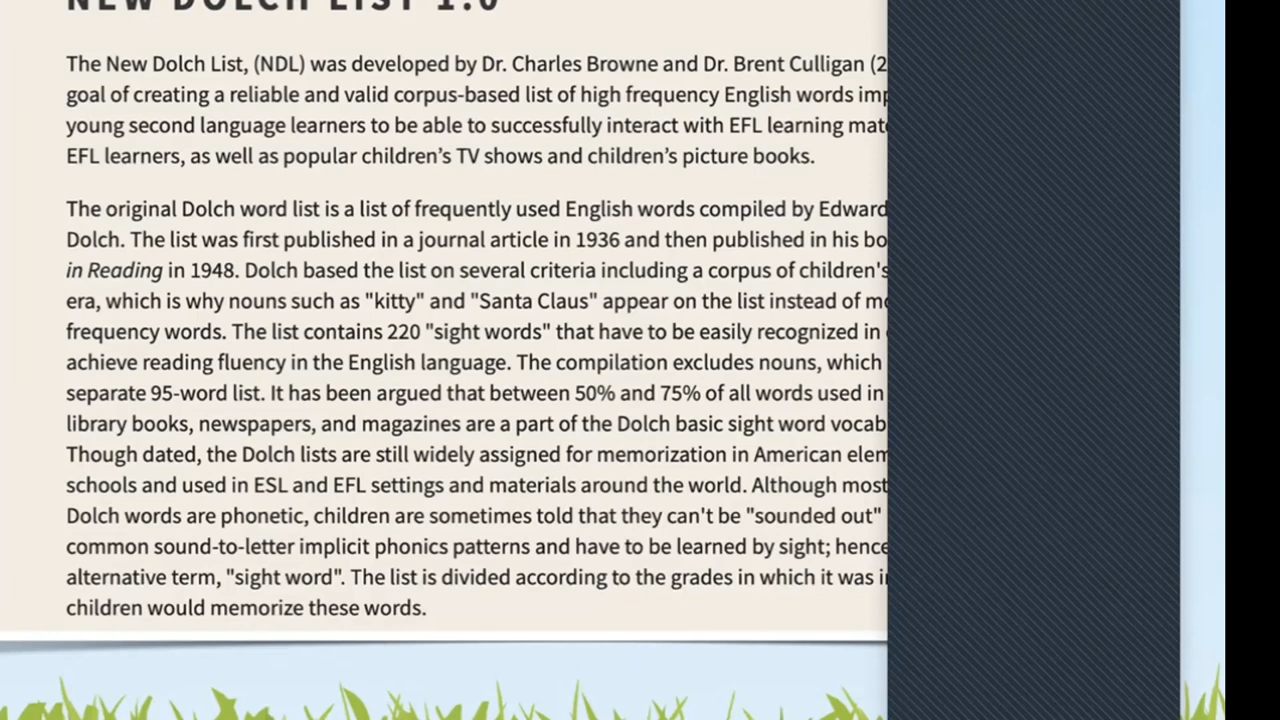 NEW DOLCH LIST 1.0
The New Dolch List, (NDL) was developed by Dr. Charles Browne and Dr. Brent Culligan (2
goal of creating a reliable and valid corpus-based list of high frequency English words
young second language learners to be able to successfully interact with EFL learning
EFL learners, as well as popular children’s TV shows and children’s picture books.
The original Dolch word list is a list of frequently used English words compiled by Edward
Dolch. The list was first published in a journal article in 1936 and then published in his
in Reading in 1948. Dolch based the list on several criteria including a corpus of children's
era, which is why nouns such as "kitty" and "Santa Claus" appear on the list instead of
frequency words. The list contains 220 "sight words" that have to be easily recognized in
achieve reading fluency in the English language. The compilation excludes nouns, which
separate 95-word list. It has been argued that between 50% and 75% of all words used in
library books, newspapers, and magazines are a part of the Dolch basic sight word vocab
Though dated, the Dolch lists are still widely assigned for memorization in American elem
schools and used in ESL and EFL settings and materials around the world. Although most
Dolch words are phonetic, children are sometimes told that they can't be "sounded out"
common sound-to-letter implicit phonics patterns and have to be learned by sight; hence
alternative term, "sight word". The list is divided according to the grades in which it was
children would memorize these words.